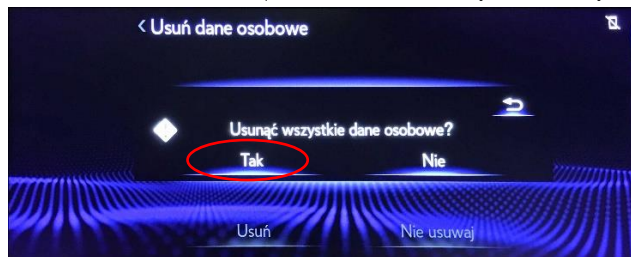 Usuń dane osobowe
Usunąć wszystkie dane osobowe?
Tak Nie
Usuń Nie usuwaj